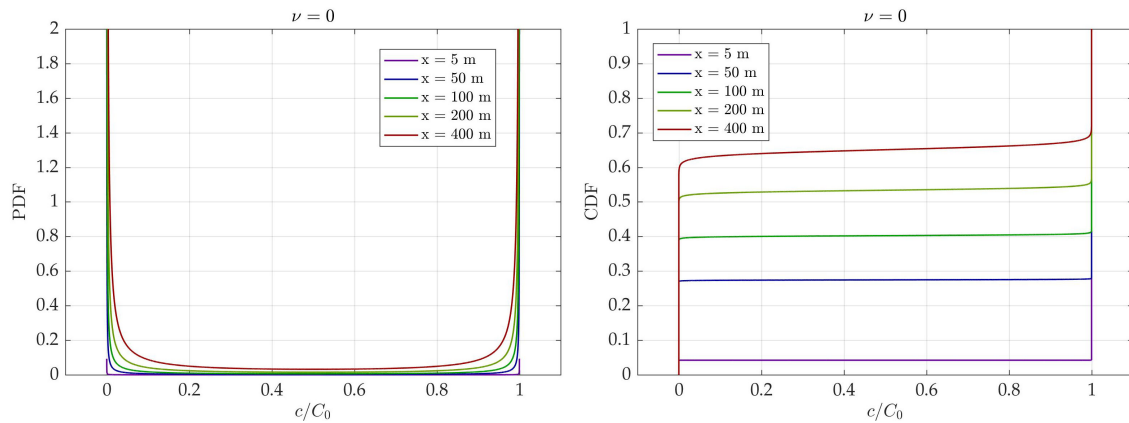 ν = 0
PDF
2
1.8
1.6
1.4
1.2
1
0.8
0.6
0.4
0.2
0
x = 5 m
x = 50 m
x = 100 m
x = 200 m
x = 400 m
0 0.2 0.4 0.6 0.8 1
c/C₀
ν = 0
CDF
1
0.9
0.8
0.7
0.6
0.5
0.4
0.3
0.2
0.1
0
x = 5 m
x = 50 m
x = 100 m
x = 200 m
x = 400 m
0 0.2 0.4 0.6 0.8 1
c/C₀